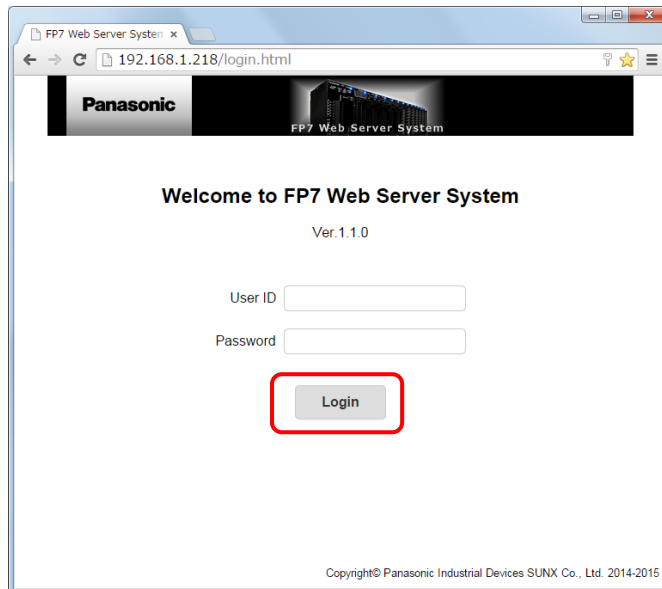 FP7 Web Server System
192.168.1.218/login.html
Panasonic
FP7 Web Server System
Welcome to FP7 Web Server System
Ver.1.1.0
User ID
Password
Login
Copyright© Panasonic Industrial Devices SUNX Co., Ltd. 2014-2015